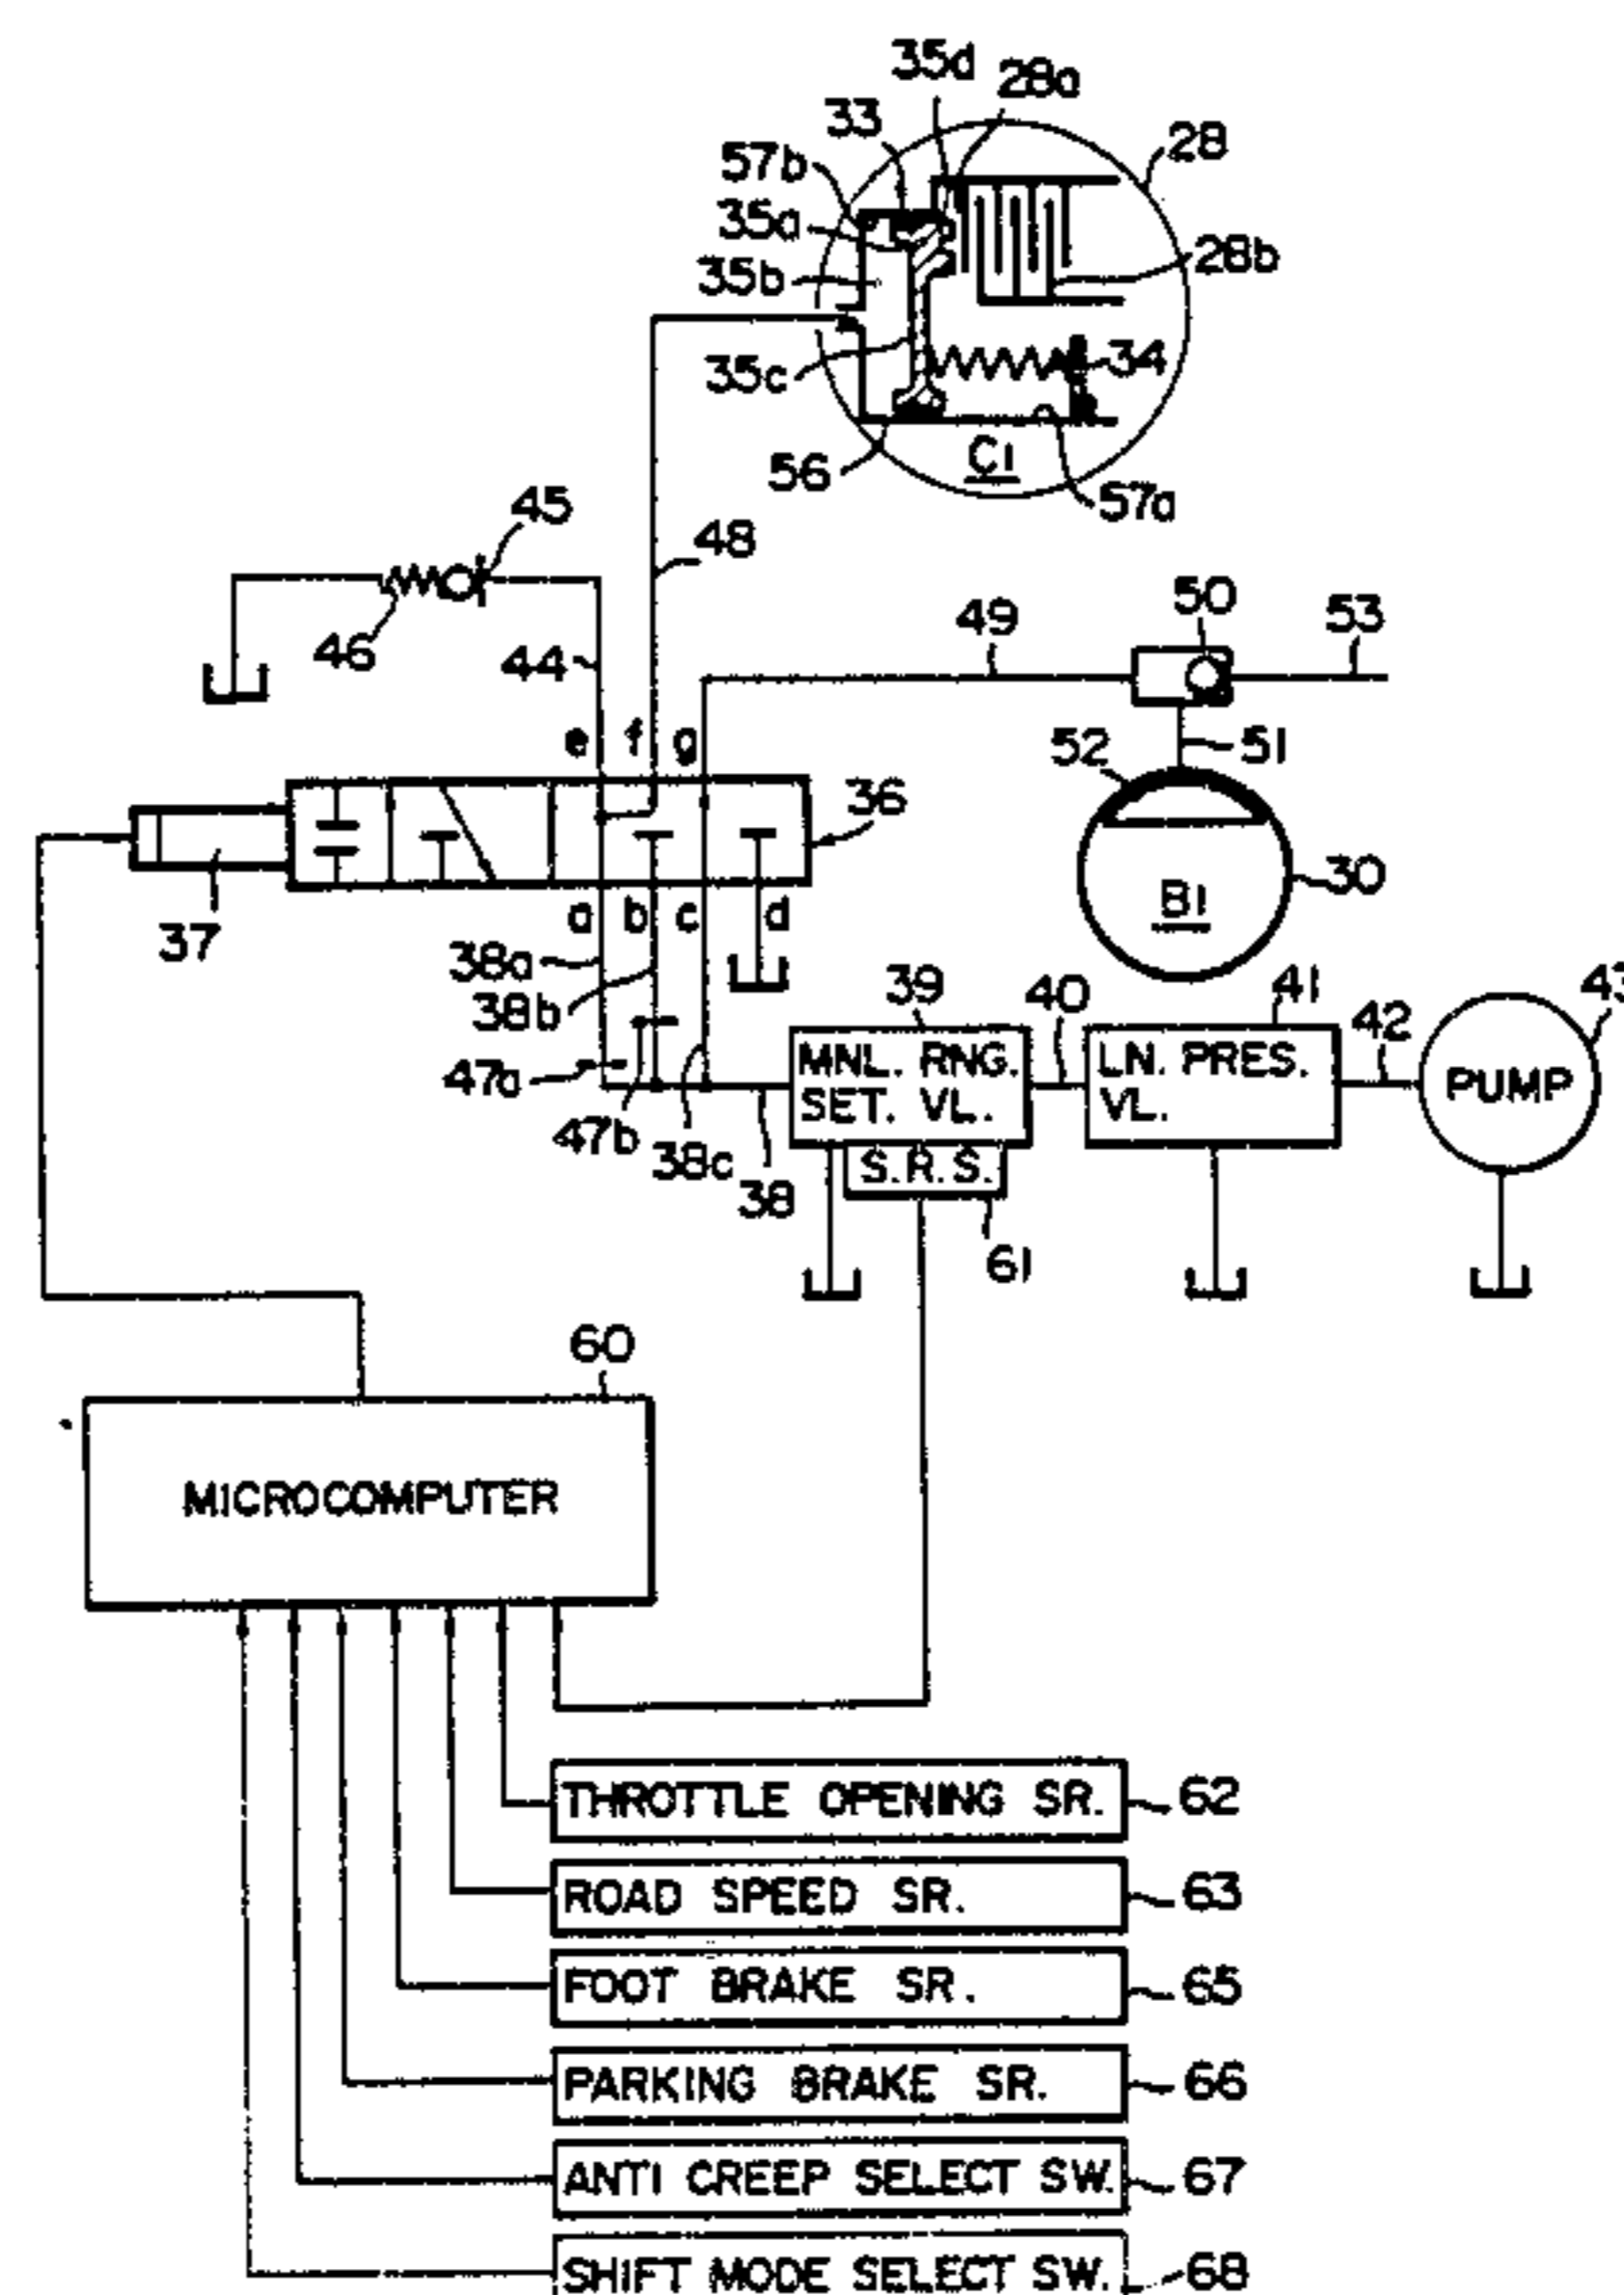 35d
28a
33
28
57b
35a
35b
28b
35c
34
56
C1
57a
45
48
50
53
49
46
44
e f g
52
51
36
30
B1
37
a b c d
38a
38b
39
40
41
42
43
47a
MNL. RNG.
SET. VL.
LN. PRES.
VL.
PUMP
47b
38c
38
S.R.S.
61
60
MICROCOMPUTER
THROTTLE OPENING SR.
62
ROAD SPEED SR.
63
FOOT BRAKE SR.
65
PARKING BRAKE SR.
66
ANTI CREEP SELECT SW.
67
SHIFT MODE SELECT SW.
68